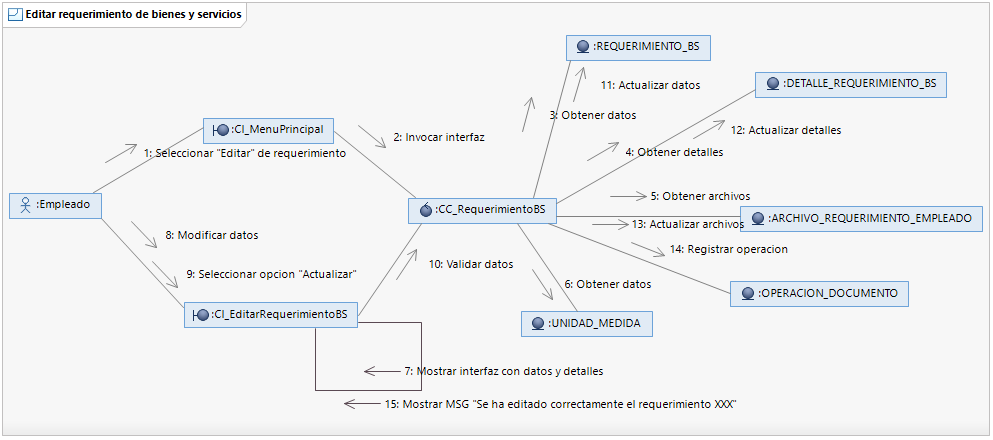 Editar requerimiento de bienes y servicios
:REQUERIMIENTO_BS
11: Actualizar datos
:DETALLE_REQUERIMIENTO_BS
3: Obtener datos
:CI_MenuPrincipal
2: Invocar interfaz
12: Actualizar detalles
1: Seleccionar "Editar" de requerimiento
4: Obtener detalles
5: Obtener archivos
:Empleado
:CC_RequerimientoBS
:ARCHIVO_REQUERIMIENTO_EMPLEADO
13: Actualizar archivos
8: Modificar datos
14: Registrar operacion
10: Validar datos
9: Seleccionar opcion "Actualizar"
6: Obtener datos
:OPERACION_DOCUMENTO
:CI_EditarRequerimientoBS
:UNIDAD_MEDIDA
7: Mostrar interfaz con datos y detalles
15: Mostrar MSG "Se ha editado correctamente el requerimiento XXX"